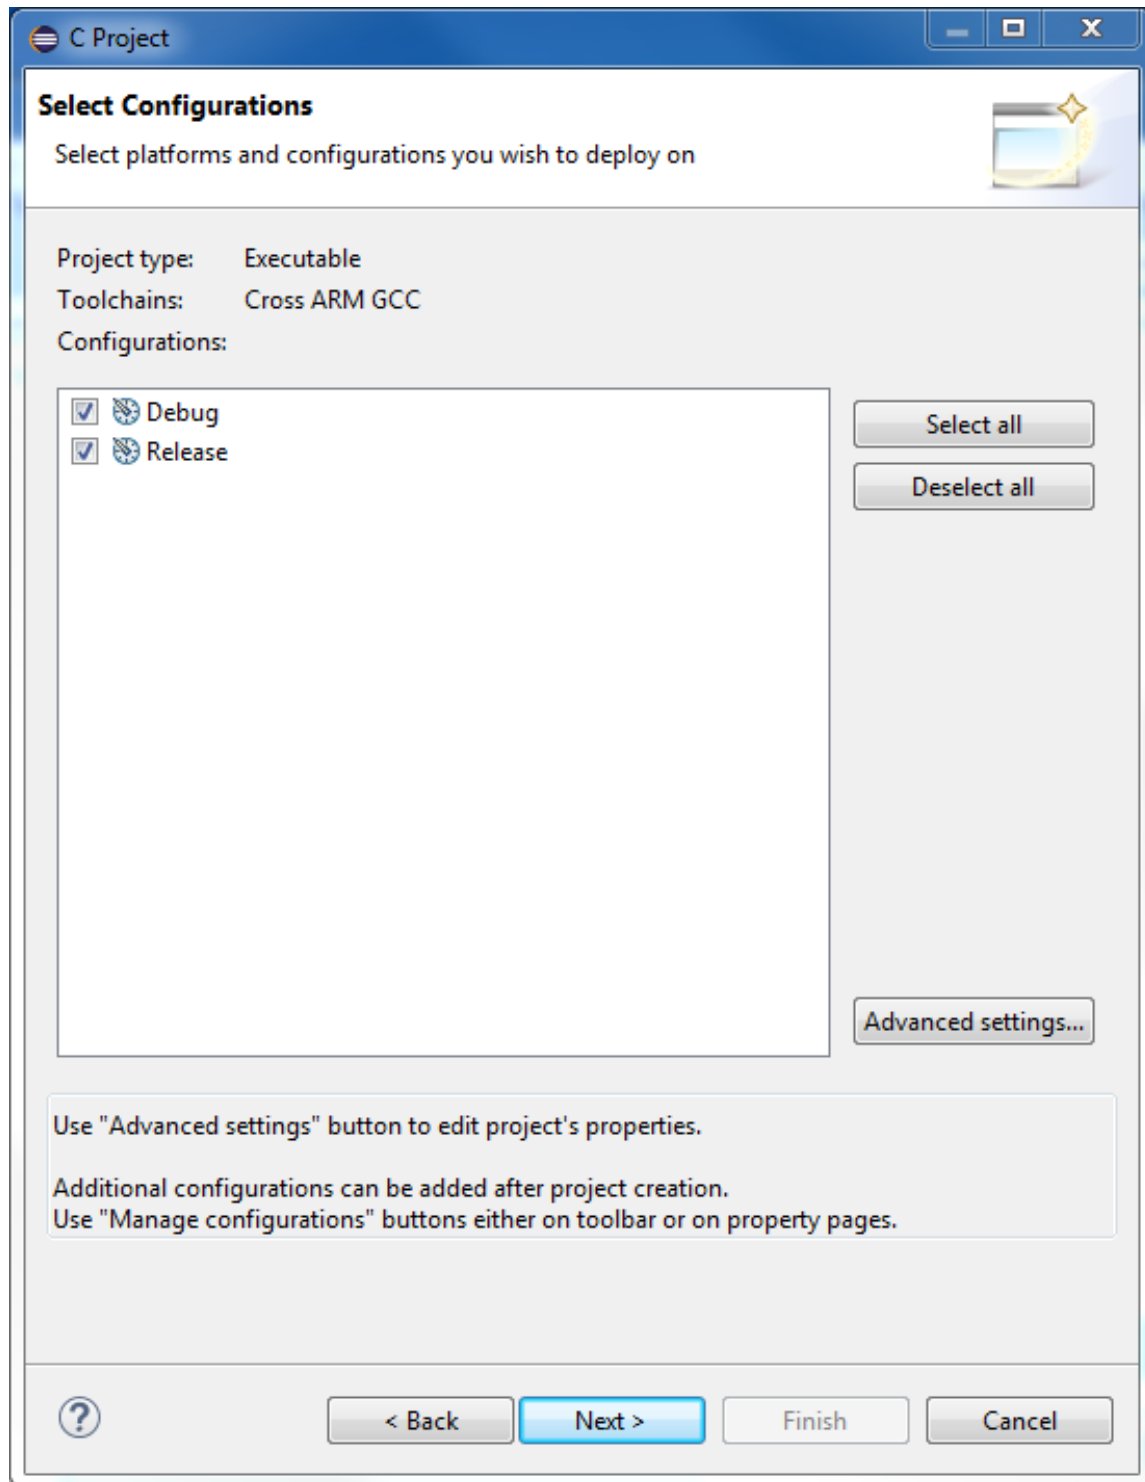 C Project
Select Configurations
Select platforms and configurations you wish to deploy on
Project type: Executable
Toolchains: Cross ARM GCC
Configurations:
Debug
Release
Select all
Deselect all
Advanced settings...
Use "Advanced settings" button to edit project's properties.
Additional configurations can be added after project creation.
Use "Manage configurations" buttons either on toolbar or on property pages.
< Back Next > Finish Cancel